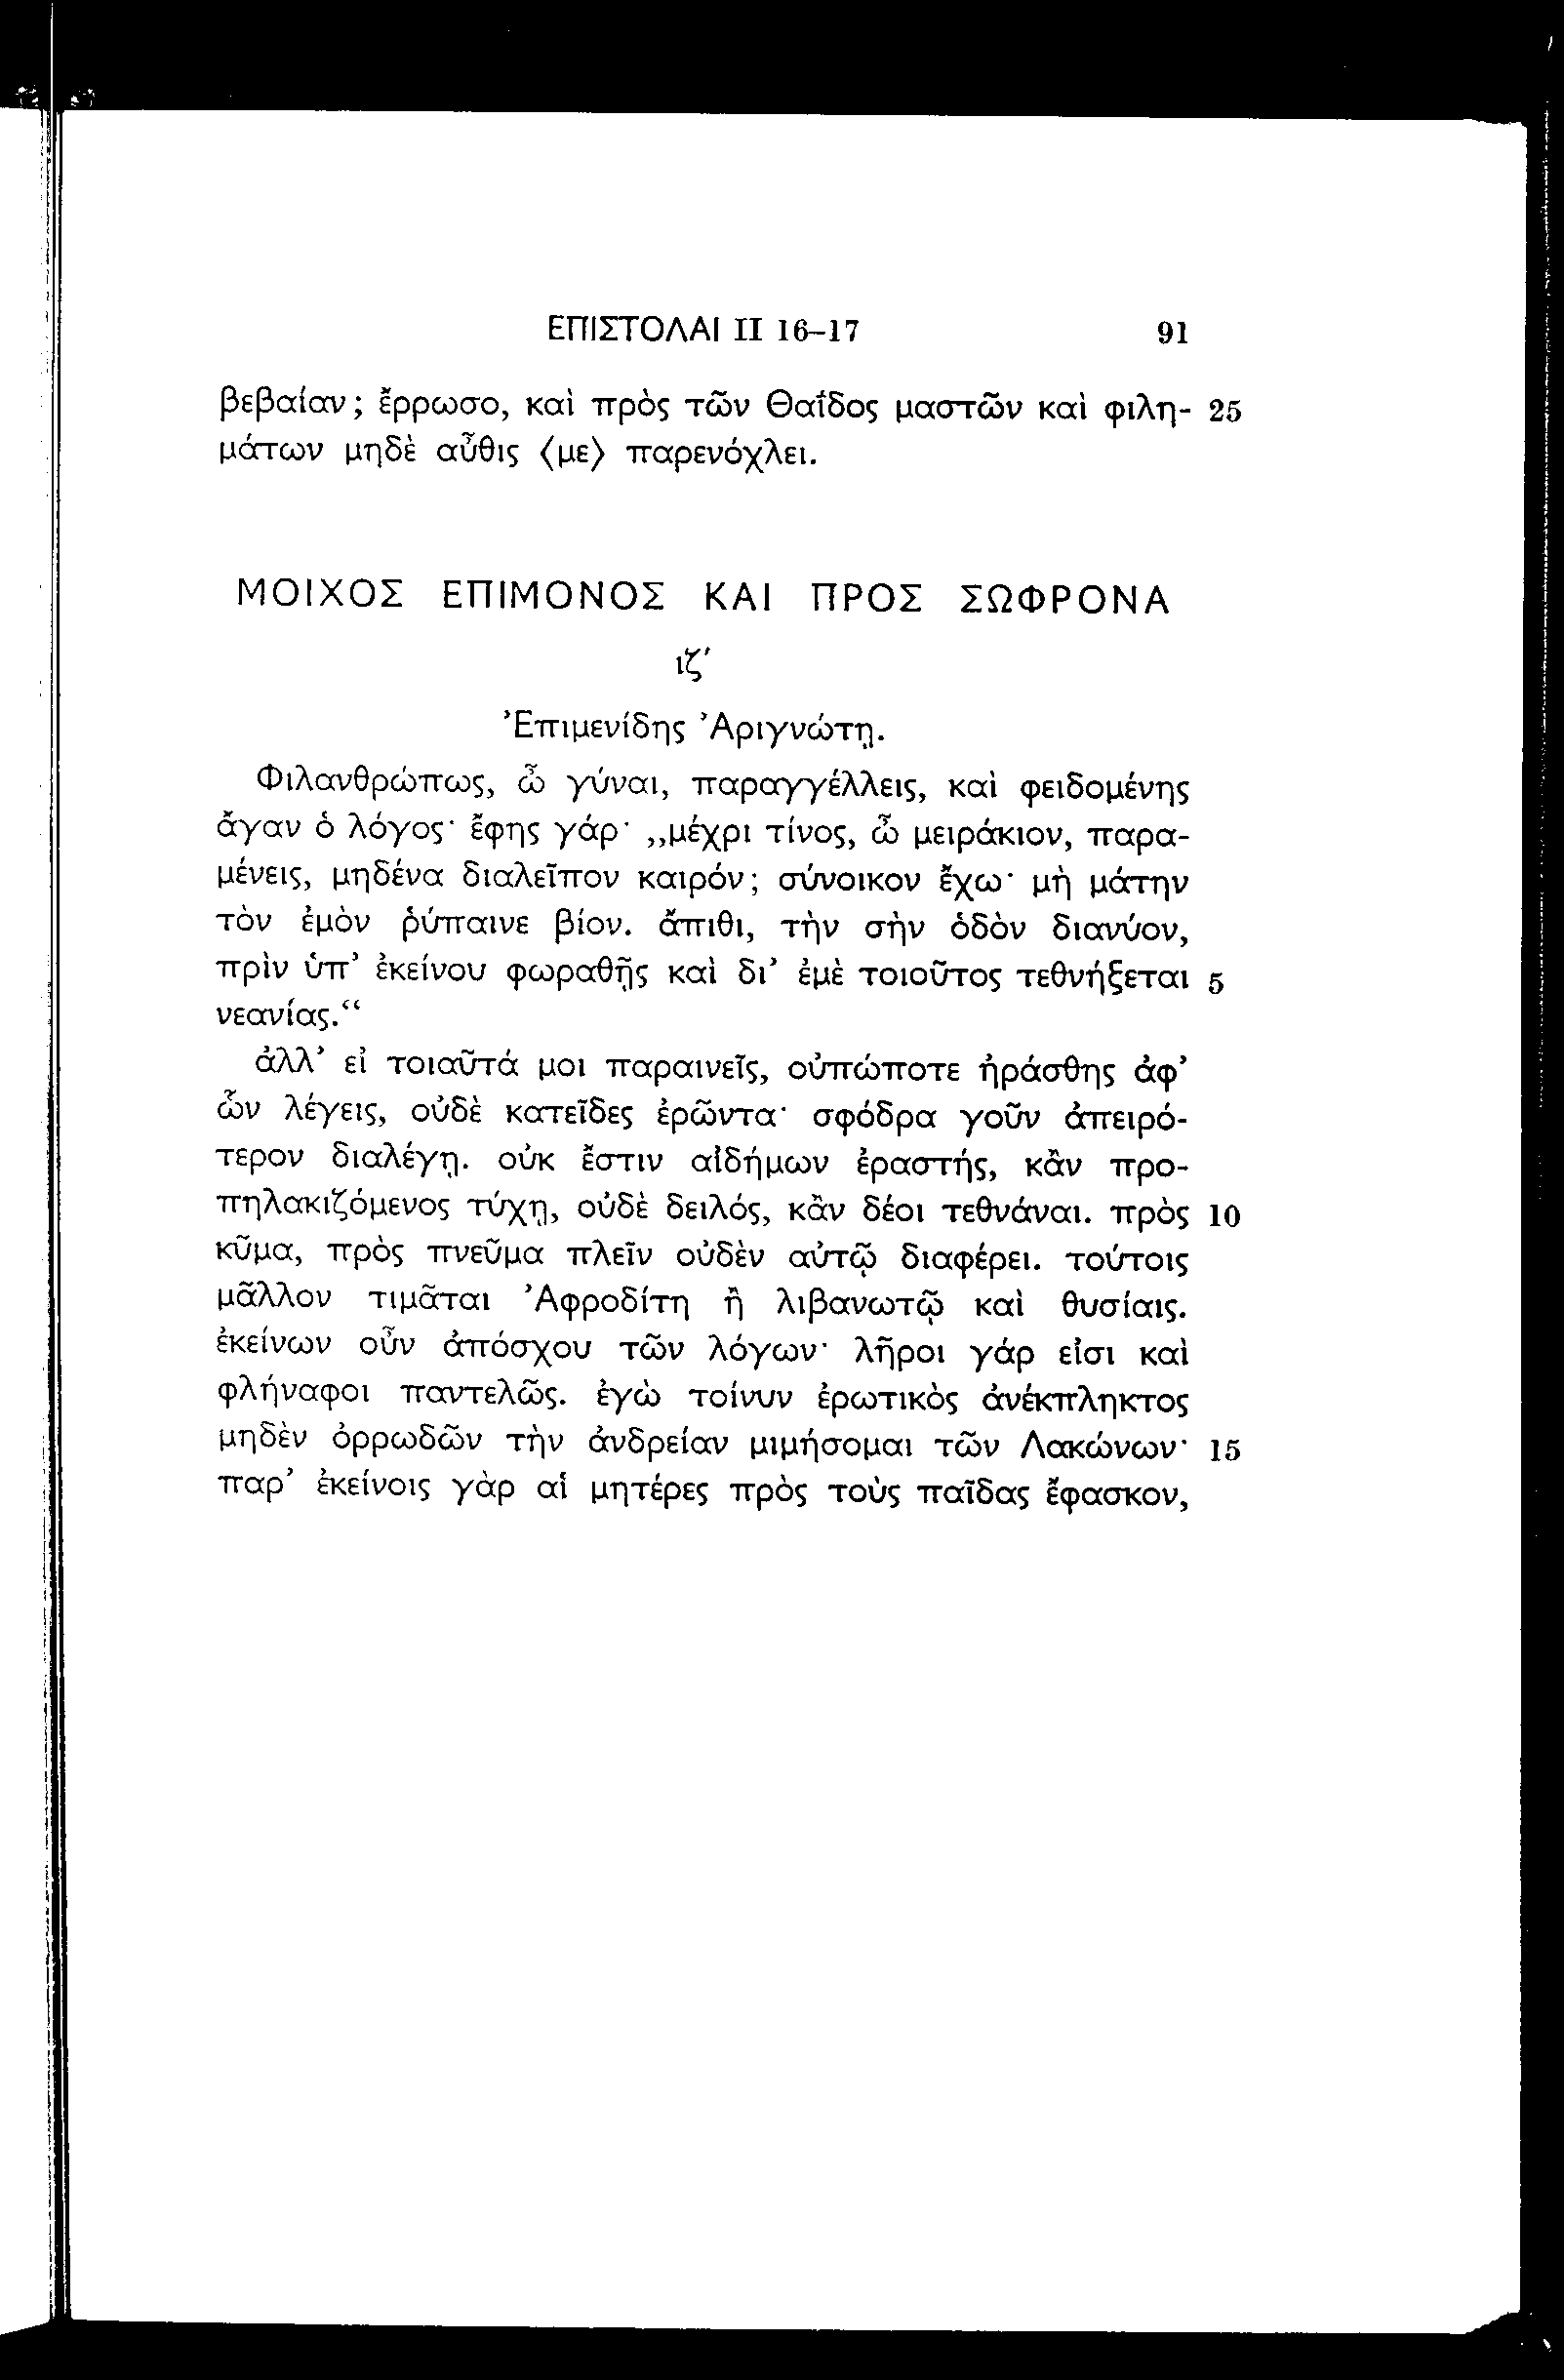 ΕΠΙΣΤΟΛΑΙ II 16–17 91
βεβαίαν; ἔρρωσο, καὶ πρὸς τῶν Θαΐδος μαστῶν καὶ φιλη- 25
μάτων μηδὲ αὖθις ⟨με⟩ παρενόχλει.
ΜΟΙΧΟΣ ΕΠΙΜΟΝΟΣ ΚΑΙ ΠΡΟΣ ΣΩΦΡΟΝΑ
ιζ′
Ἐπιμενίδης Ἀριγνώτῃ.
Φιλανθρώπως, ὦ γύναι, παραγγέλλεις, καὶ φειδομένης
ἄγαν ὁ λόγος· ἔφης γάρ· „μέχρι τίνος, ὦ μειράκιον, παρα-
μένεις, μηδένα διαλεῖπον καιρόν; σύνοικον ἔχω· μὴ μάτην
τὸν ἐμὸν ῥύπαινε βίον. ἄπιθι, τὴν σὴν ὁδὸν διανύον,
πρὶν ὑπ’ ἐκείνου φωραθῇς καὶ δι’ ἐμὲ τοιοῦτος τεθνήξεται 5
νεανίας.“
ἀλλ’ εἰ τοιαῦτά μοι παραινεῖς, οὐπώποτε ἠράσθης ἀφ’
ὧν λέγεις, οὐδὲ κατεῖδες ἐρῶντα· σφόδρα γοῦν ἀπειρό-
τερον διαλέγῃ. οὐκ ἔστιν αἰδήμων ἐραστής, κἂν προ-
πηλακιζόμενος τύχῃ, οὐδὲ δειλός, κἂν δέοι τεθνάναι. πρὸς 10
κῦμα, πρὸς πνεῦμα πλεῖν οὐδὲν αὐτῷ διαφέρει. τούτοις
μᾶλλον τιμᾶται Ἀφροδίτη ἢ λιβανωτῷ καὶ θυσίαις.
ἐκείνων οὖν ἀπόσχου τῶν λόγων· λῆροι γάρ εἰσι καὶ
φλήναφοι παντελῶς. ἐγὼ τοίνυν ἐρωτικὸς ἀνέκπληκτος
μηδὲν ὀρρωδῶν τὴν ἀνδρείαν μιμήσομαι τῶν Λακώνων· 15
παρ’ ἐκείνοις γὰρ αἱ μητέρες πρὸς τοὺς παῖδας ἔφασκον,